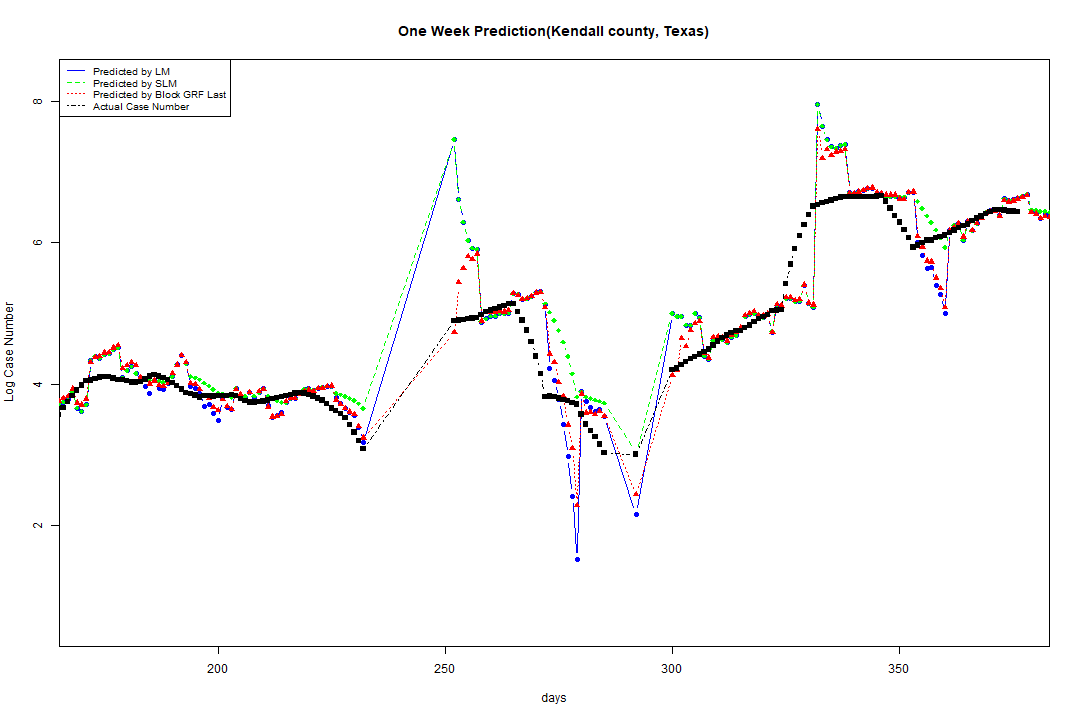 One Week Prediction(Kendall county, Texas)
Predicted by LM
Predicted by SLM
Predicted by Block GRF Last
Actual Case Number
8
6
4
2
Log Case Number
200
250
300
350
days